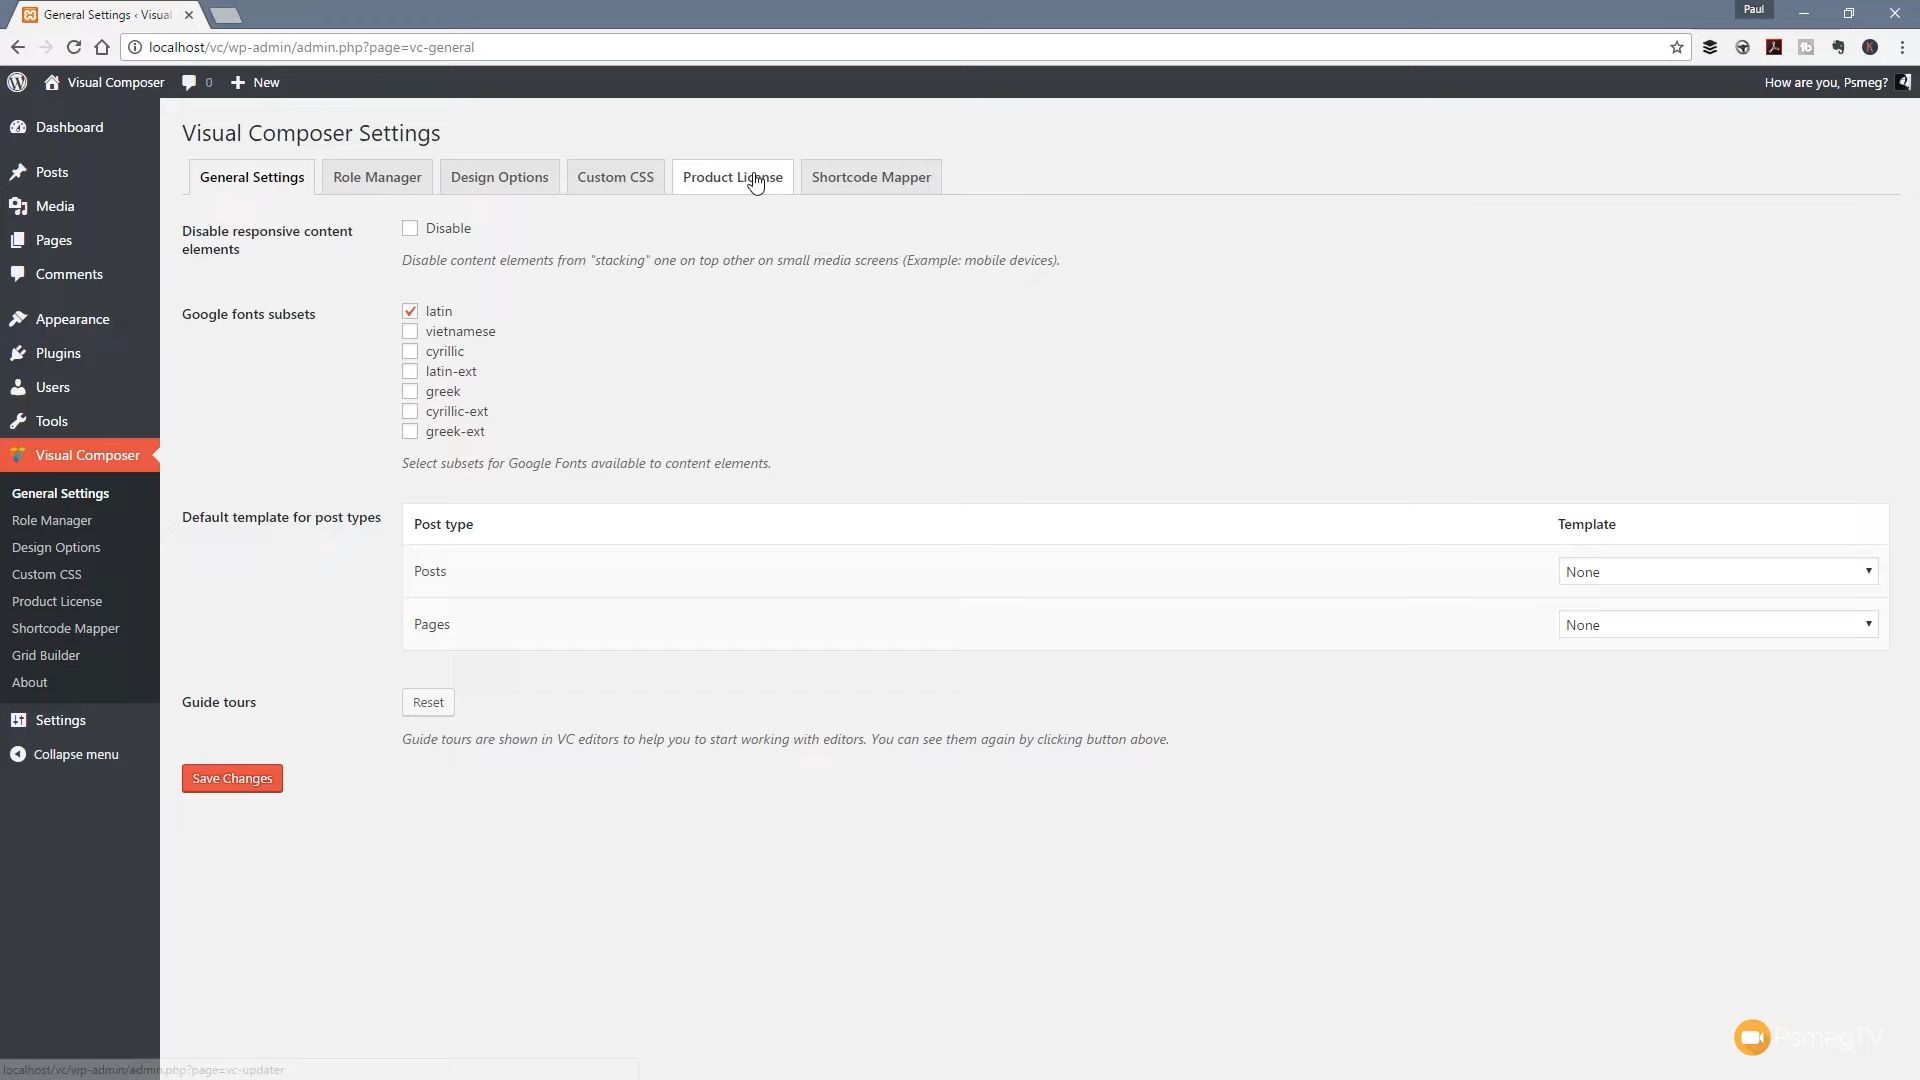 General Settings ‹ Visual
Paul
localhost/vc/wp-admin/admin.php?page=vc-general
Visual Composer
0
New
How are you, Psmeg?
Dashboard
Posts
Media
Pages
Comments
Appearance
Plugins
Users
Tools
Visual Composer
General Settings
Role Manager
Design Options
Custom CSS
Product License
Shortcode Mapper
Grid Builder
About
Settings
Collapse menu
Visual Composer Settings
General Settings
Role Manager
Design Options
Custom CSS
Product License
Shortcode Mapper
Disable responsive content
elements
Disable
Disable content elements from "stacking" one on top other on small media screens (Example: mobile devices).
Google fonts subsets
latin
vietnamese
cyrillic
latin-ext
greek
cyrillic-ext
greek-ext
Select subsets for Google Fonts available to content elements.
Default template for post types
Post type
Template
Posts
None
Pages
None
Guide tours
Reset
Guide tours are shown in VC editors to help you to start working with editors. You can see them again by clicking button above.
Save Changes
PsmegTV
localhost/vc/wp-admin/admin.php?page=vc-updater